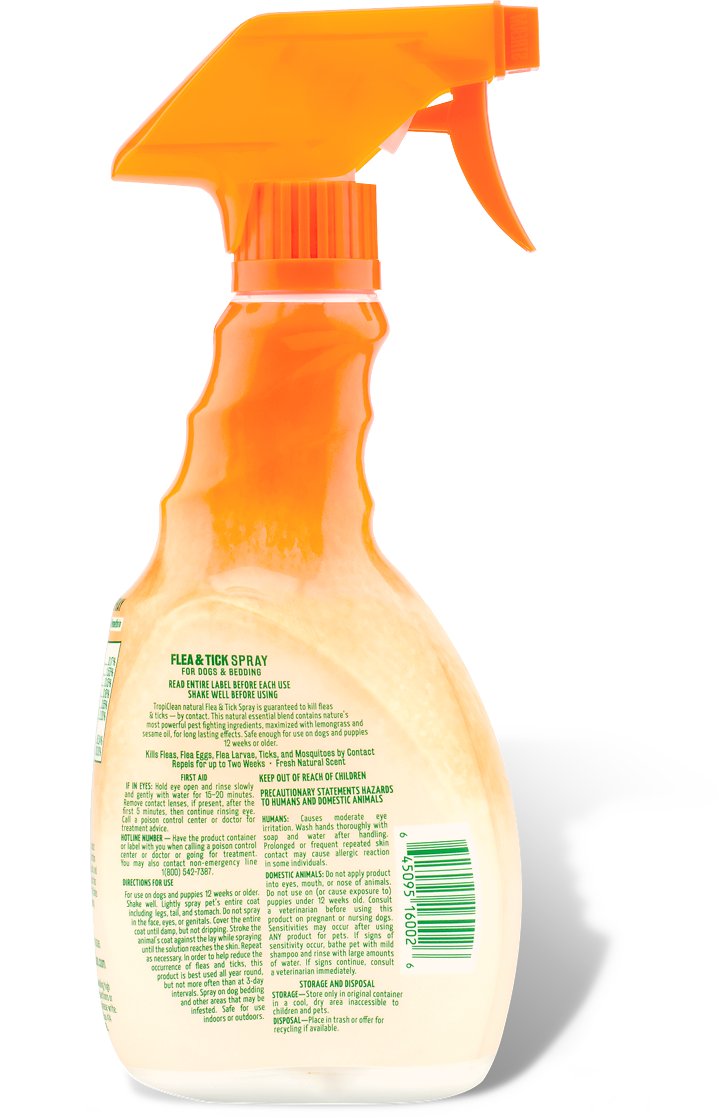 FLEA & TICK SPRAY
FOR DOGS & BEDDING
READ ENTIRE LABEL BEFORE EACH USE
SHAKE WELL BEFORE USING
TropiClean natural Flea & Tick Spray is guaranteed to kill fleas
& ticks — by contact. This natural essential blend contains nature's
most powerful pest fighting ingredients, maximized with lemongrass and
sesame oil, for long lasting effects. Safe enough for use on dogs and puppies
12 weeks or older.
Kills Fleas, Flea Eggs, Flea Larvae, Ticks, and Mosquitoes by Contact
Repels for up to Two Weeks • Fresh Natural Scent
FIRST AID
IF IN EYES: Hold eye open and rinse slowly
and gently with water for 15-20 minutes.
Remove contact lenses, if present, after the
first 5 minutes, then continue rinsing eye.
Call a poison control center or doctor for
treatment advice.
HOTLINE NUMBER — Have the product container
or label with you when calling a poison control
center or doctor or going for treatment.
You may also contact non-emergency line
1(800) 542-7387.
DIRECTIONS FOR USE
For use on dogs and puppies 12 weeks or older.
Shake well. Lightly spray pet's entire coat
including legs, tail, and stomach. Do not spray
in the face, eyes, or genitals. Cover the entire
coat until damp, but not dripping. Stroke the
animal's coat against the lay while spraying
until the solution reaches the skin. Repeat
as necessary. In order to help reduce the
occurrence of fleas and ticks, this
product is best used all year round,
but not more often than at 3-day
intervals. Spray on dog bedding
and other areas that may be
infested. Safe for use
indoors or outdoors.
KEEP OUT OF REACH OF CHILDREN
PRECAUTIONARY STATEMENTS HAZARDS
TO HUMANS AND DOMESTIC ANIMALS
HUMANS: Causes moderate eye
irritation. Wash hands thoroughly with
soap and water after handling.
Prolonged or frequent repeated skin
contact may cause allergic reaction
in some individuals.
DOMESTIC ANIMALS: Do not apply product
into eyes, mouth, or nose of animals.
Do not use on (or cause exposure to)
puppies under 12 weeks old. Consult
a veterinarian before using this
product on pregnant or nursing dogs.
Sensitivities may occur after using
ANY product for pets. If signs of
sensitivity occur, bathe pet with mild
shampoo and rinse with large amounts
of water. If signs continue, consult
a veterinarian immediately.
STORAGE AND DISPOSAL
STORAGE—Store only in original container
in a cool, dry area inaccessible to
children and pets.
DISPOSAL—Place in trash or offer for
recycling if available.
6 45095 16002 6